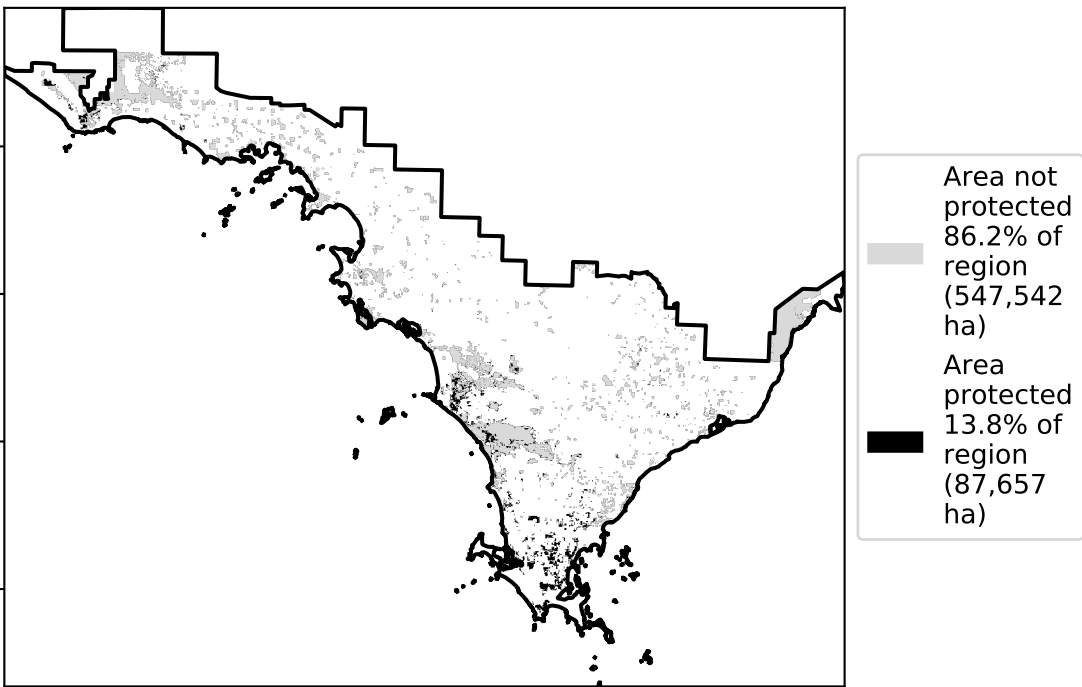 Area not
protected
86.2% of
region
(547,542
ha)
Area
protected
13.8% of
region
(87,657
ha)